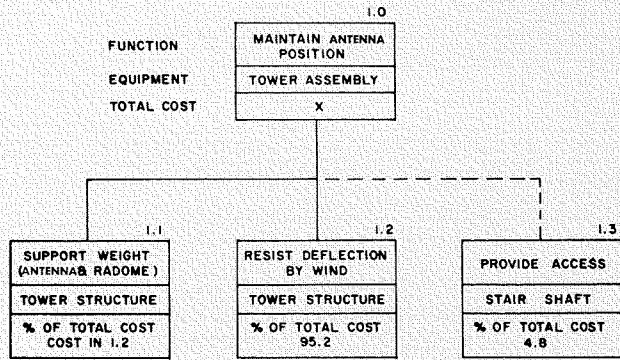 1.0
FUNCTION
MAINTAIN ANTENNA
POSITION
EQUIPMENT
TOWER ASSEMBLY
TOTAL COST
X
1.1
SUPPORT WEIGHT
(ANTENNA & RADOME)
TOWER STRUCTURE
% OF TOTAL COST
COST IN 1.2
1.2
RESIST DEFLECTION
BY WIND
TOWER STRUCTURE
% OF TOTAL COST
95.2
1.3
PROVIDE ACCESS
STAIR SHAFT
% OF TOTAL COST
4.8